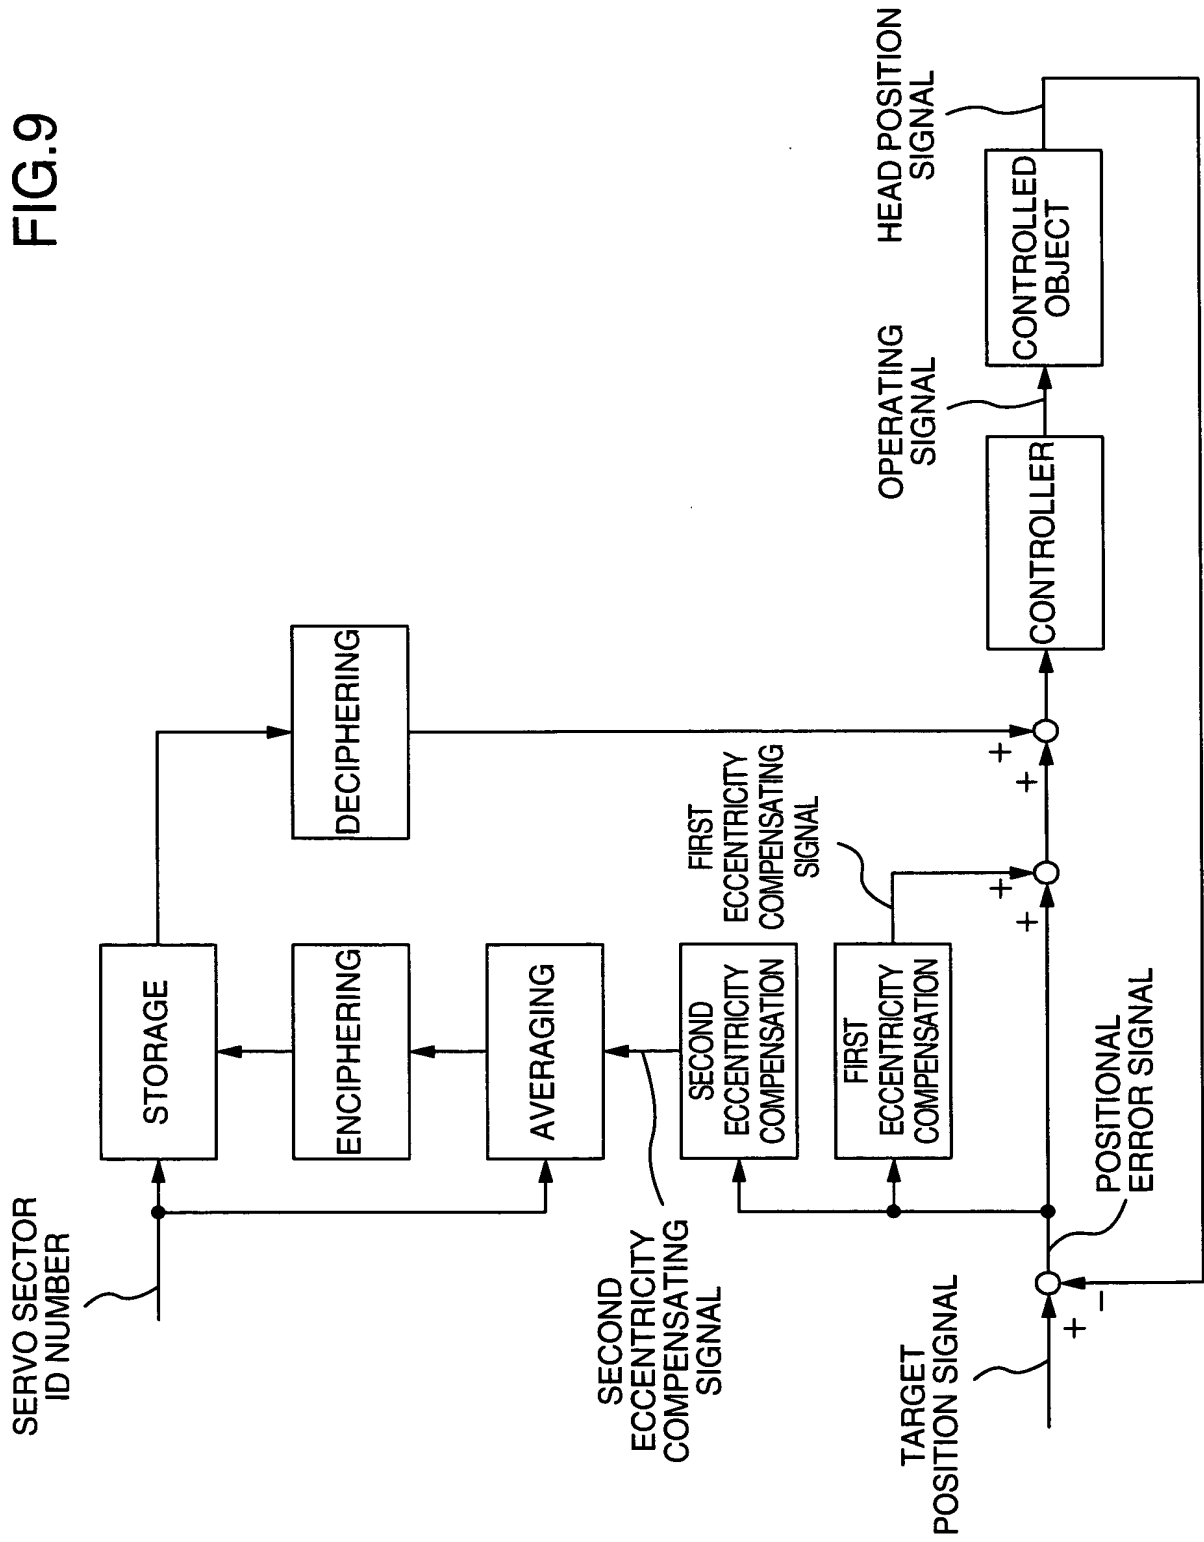 FIG.9
SERVO SECTOR
ID NUMBER
STORAGE
ENCIPHERING
DECIPHERING
AVERAGING
SECOND
ECCENTRICITY
COMPENSATING
SIGNAL
SECOND
ECCENTRICITY
COMPENSATION
FIRST
ECCENTRICITY
COMPENSATING
SIGNAL
FIRST
ECCENTRICITY
COMPENSATION
TARGET
POSITION SIGNAL
+
−
POSITIONAL
ERROR SIGNAL
+
+
+
+
CONTROLLER
OPERATING
SIGNAL
CONTROLLED
OBJECT
HEAD POSITION
SIGNAL